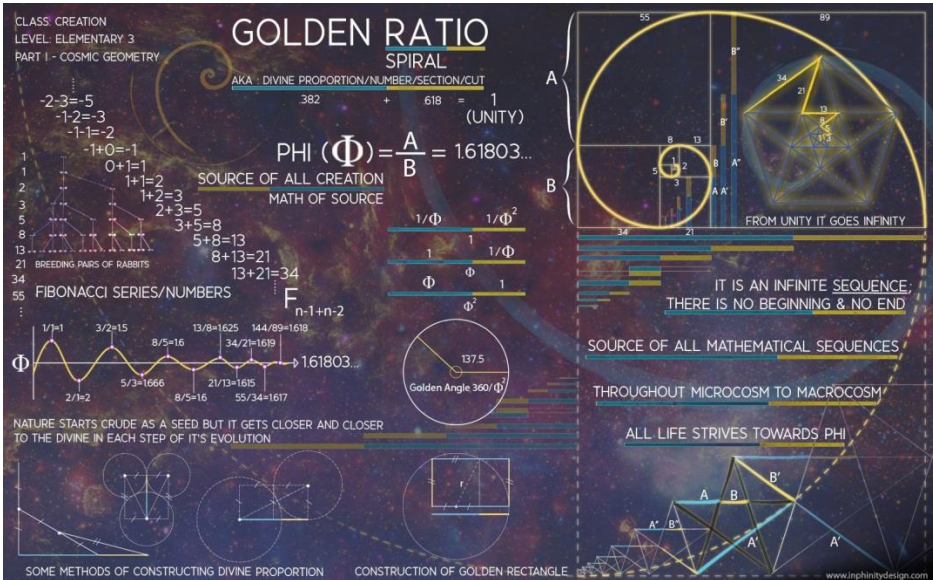 CLASS: CREATION
LEVEL: ELEMENTARY 3
PART I - COSMIC GEOMETRY
GOLDEN RATIO
SPIRAL
AKA : DIVINE PROPORTION/NUMBER/SECTION/CUT
.382 + .618 = 1
(UNITY)
PHI (Φ) = A/B = 1.61803...
SOURCE OF ALL CREATION
MATH OF SOURCE
-2-3=-5
-1-2=-3
-1-1=-2
-1+0=-1
0+1=1
1+1=2
1+2=3
2+3=5
3+5=8
5+8=13
8+13=21
13+21=34
1
1
2
3
5
8
13
21
34
55
BREEDING PAIRS OF RABBITS
FIBONACCI SERIES/NUMBERS
F n-1+n-2
1/Φ 1/Φ²
1
1 1/Φ
Φ
Φ 1
Φ²
1/1=1 3/2=1.5 8/5=1.6 13/8=1.625 34/21=1.619 144/89=1.618
Φ 1.61803...
2/1=2 5/3=1.666 8/5=1.6 21/13=1.615 55/34=1.617
137.5
Golden Angle 360/Φ²
NATURE STARTS CRUDE AS A SEED BUT IT GETS CLOSER AND CLOSER
TO THE DIVINE IN EACH STEP OF IT'S EVOLUTION
SOME METHODS OF CONSTRUCTING DIVINE PROPORTION
r
CONSTRUCTION OF GOLDEN RECTANGLE
55 89
A
B
8 13
1
2
5
3
34 21
B"
B'
B
A A' A"
34
21
13
8
5
FROM UNITY IT GOES INFINITY
IT IS AN INFINITE SEQUENCE,
THERE IS NO BEGINNING & NO END
SOURCE OF ALL MATHEMATICAL SEQUENCES
THROUGHOUT MICROCOSM TO MACROCOSM
ALL LIFE STRIVES TOWARDS PHI
B'
A B
A" B"
A' A'
www.inphinitydesign.com